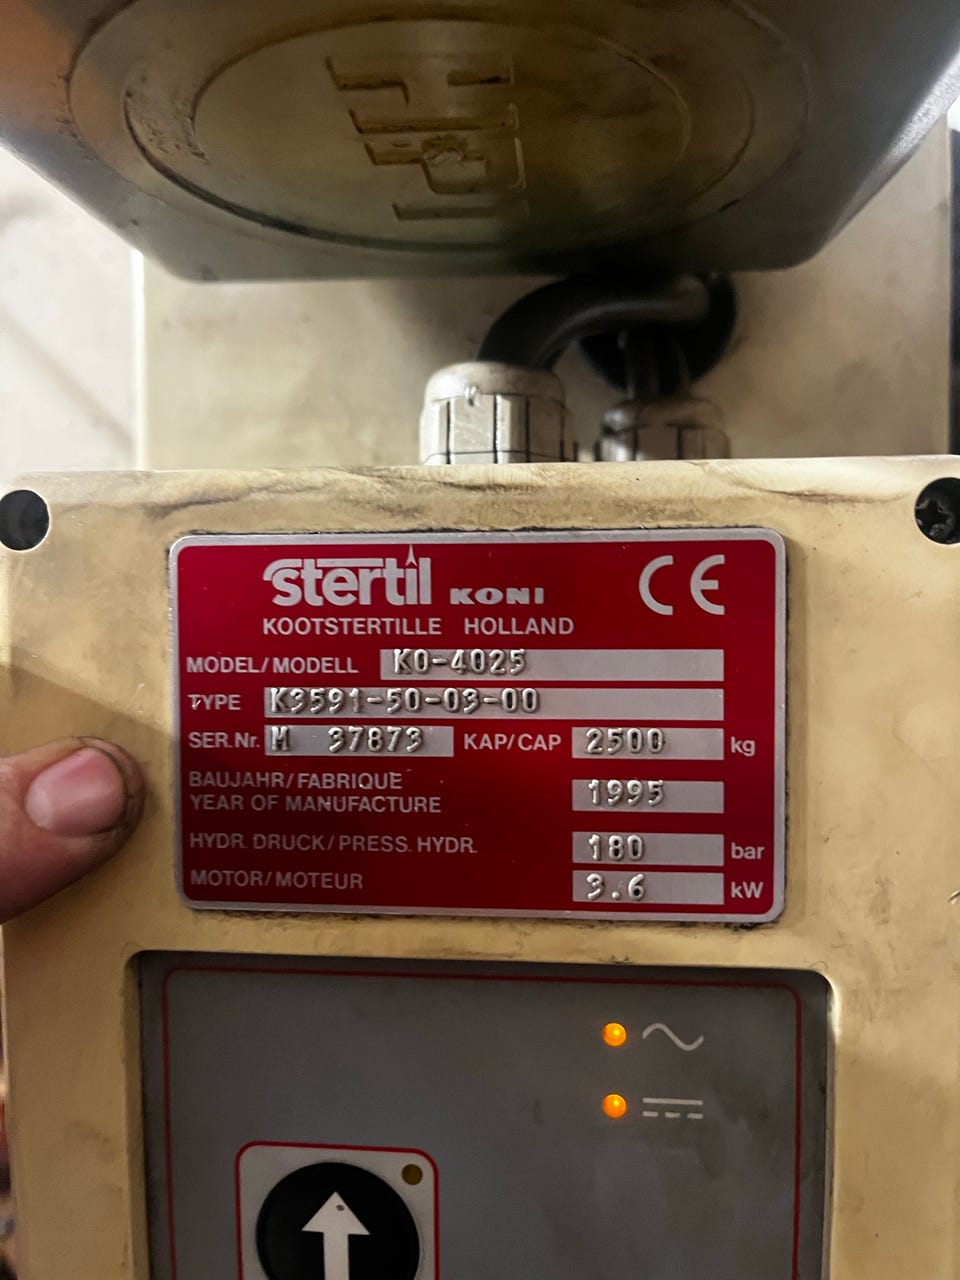 stertil KONI CE
KOOTSTERTILLE HOLLAND
MODEL/MODELL KO-4025
TYPE K3591-50-03-00
SER.Nr. M 37873 KAP/CAP 2500 kg
BAUJAHR/FABRIQUE
YEAR OF MANUFACTURE 1995
HYDR. DRUCK/PRESS. HYDR. 180 bar
MOTOR/MOTEUR 3.6 kW